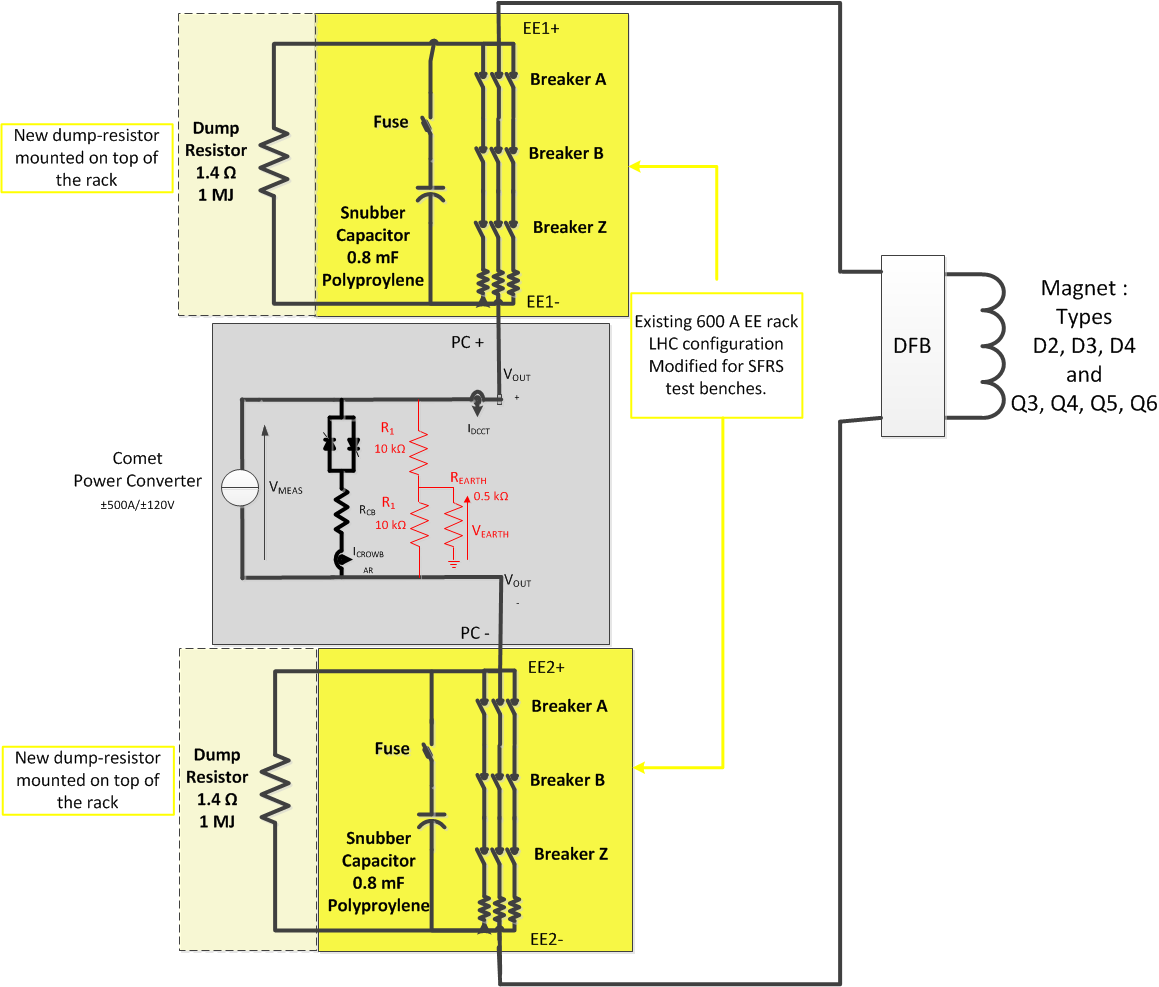 EE1+
Breaker A
Fuse
Dump
Resistor
1.4 Ω
1 MJ
New dump-resistor
mounted on top of
the rack
Breaker B
Snubber
Capacitor
0.8 mF
Polyproylene
Breaker Z
EE1-
Existing 600 A EE rack
LHC configuration
Modified for SFRS
test benches.
DFB
Magnet :
Types
D2, D3, D4
and
Q3, Q4, Q5, Q6
PC +
VOUT
+
IDCCT
R1
10 kΩ
Comet
Power Converter
±500A/±120V
VMEAS
RCB
R1
10 kΩ
REARTH
0.5 kΩ
VEARTH
ICROWB
AR
VOUT
-
PC -
EE2+
Breaker A
Fuse
Dump
Resistor
1.4 Ω
1 MJ
New dump-resistor
mounted on top of
the rack
Breaker B
Snubber
Capacitor
0.8 mF
Polyproylene
Breaker Z
EE2-